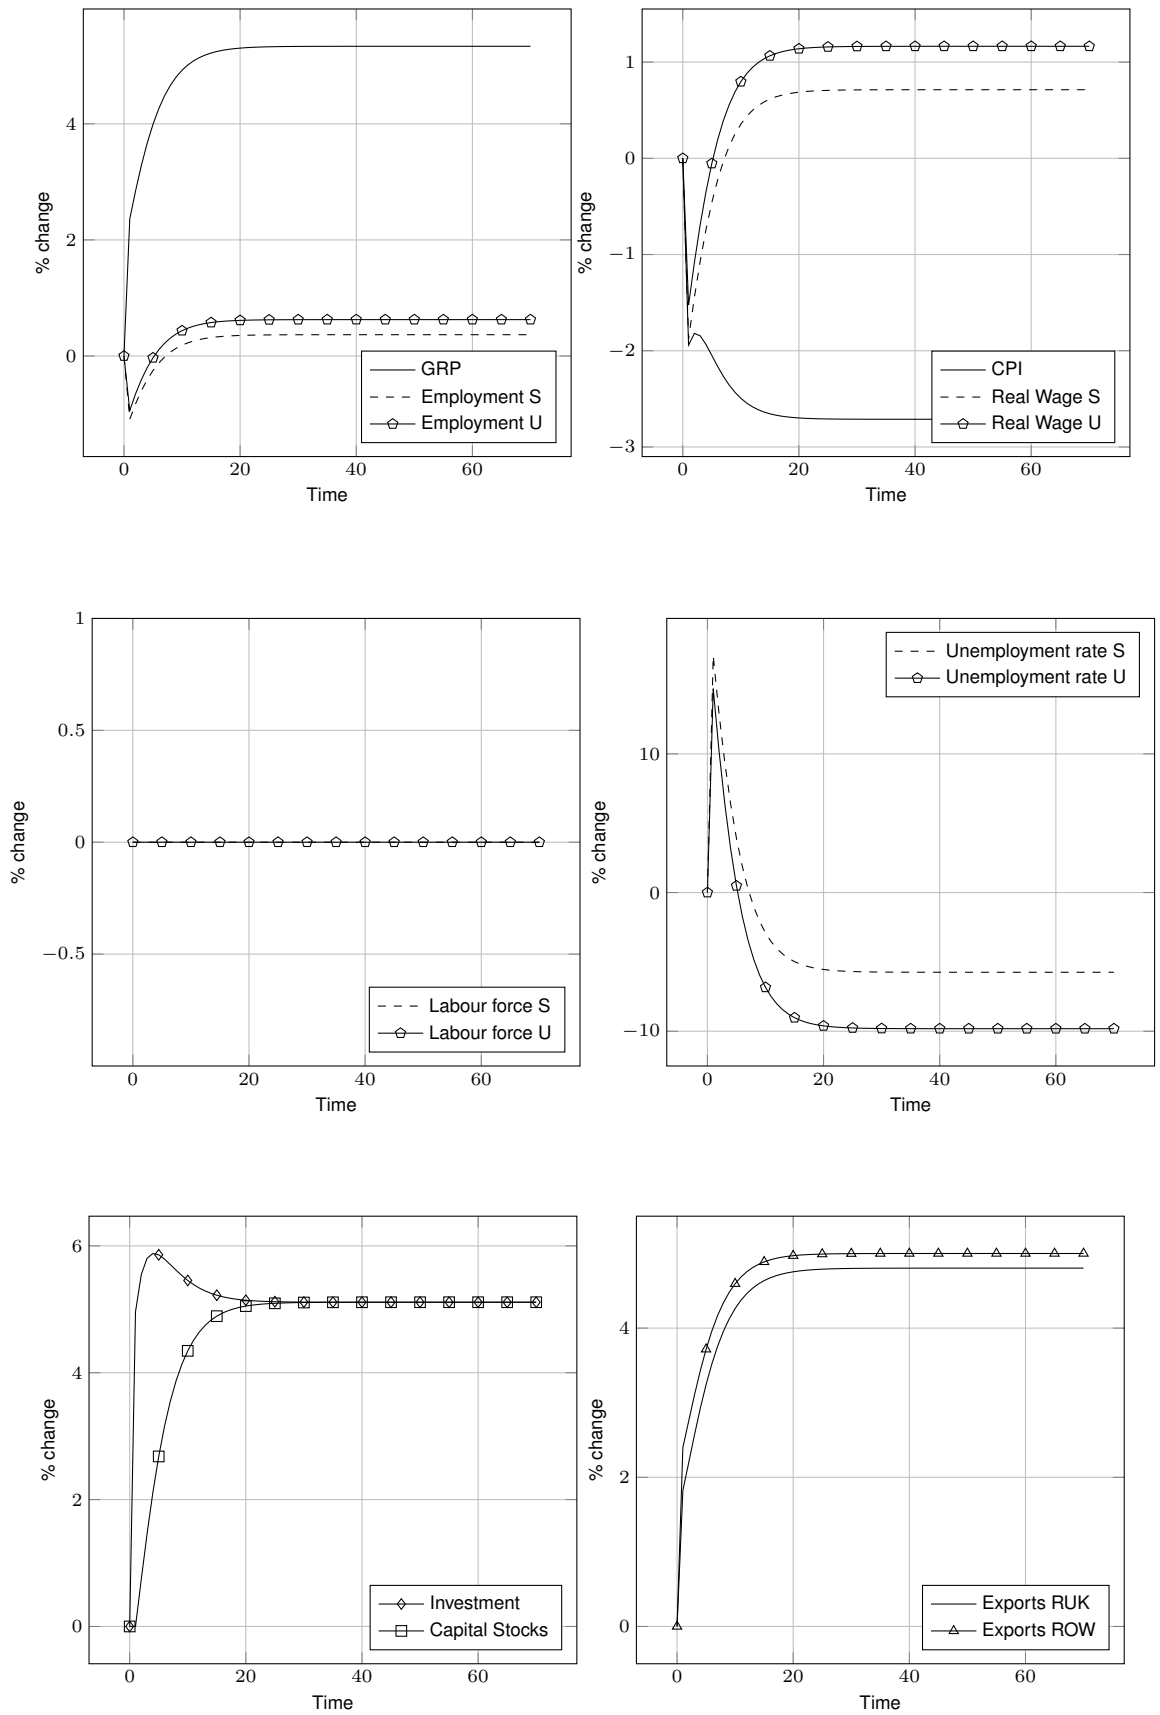 4
2
0
% change
0
20
40
60
Time
GRP
Employment S
Employment U
1
0
−1
−2
−3
% change
0
20
40
60
Time
CPI
Real Wage S
Real Wage U
1
0.5
0
−0.5
% change
0
20
40
60
Time
Labour force S
Labour force U
10
0
−10
% change
0
20
40
60
Time
Unemployment rate S
Unemployment rate U
6
4
2
0
% change
0
20
40
60
Time
Investment
Capital Stocks
4
2
0
% change
0
20
40
60
Time
Exports RUK
Exports ROW